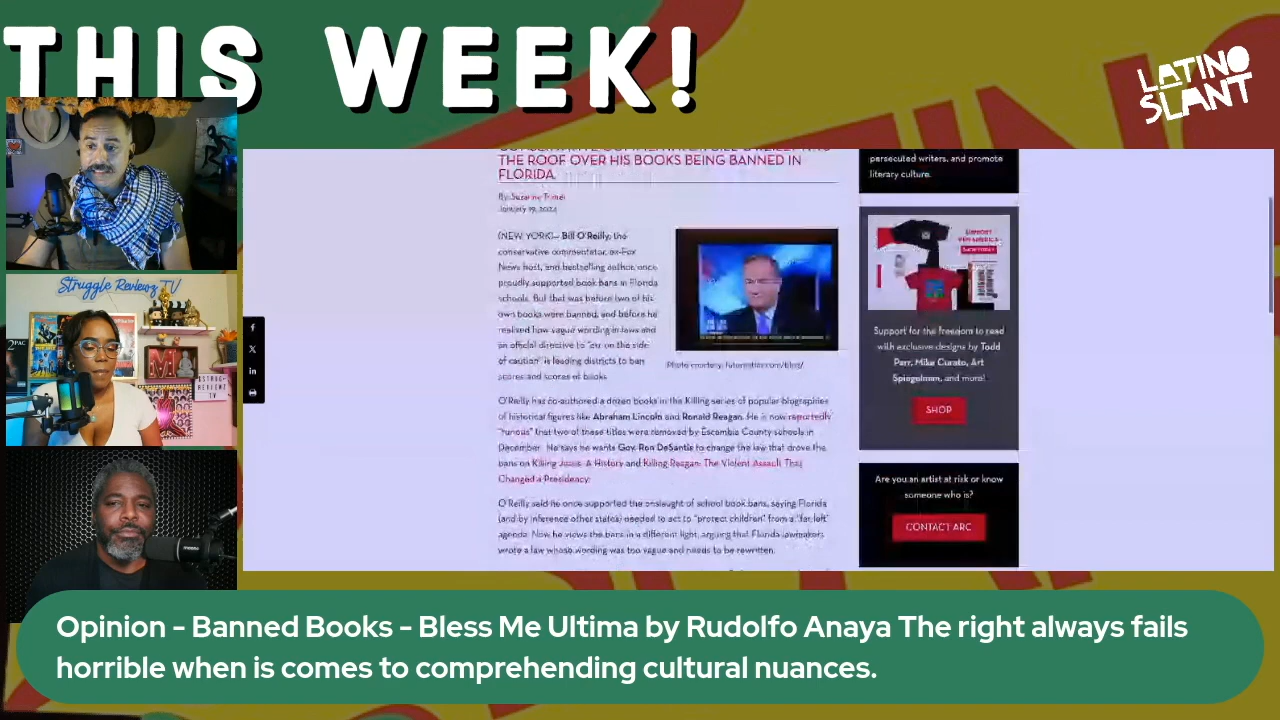 THIS WEEK!
LATINO
SLANT
THE ROOF OVER HIS BOOKS BEING BANNED IN
FLORIDA.
January 19, 2024
(NEW YORK)— Bill O'Reilly, the
conservative commentator, ex-Fox
News host, and bestselling author, once
proudly supported book bans in Florida
schools. But that was before two of his
own books were banned, and before he
realized how vague wording in laws and
an official directive to "err on the side
of caution" is leading districts to ban
scores and scores of books.
O'Reilly has co-authored a dozen books in the Killing series of popular biographies
of historical figures like Abraham Lincoln and Ronald Reagan. He is now reportedly
"furious" that two of these titles were removed by Escambia County schools in
December. He says he wants Gov. Ron DeSantis to change the law that drove the
bans on Killing Jesus: A History and Killing Reagan: The Violent Assault That
Changed a Presidency.
O'Reilly said he once supported the onslaught of school book bans, saying Florida
(and by inference other states) needed to act to "protect children" from a "far left"
agenda. Now he views the bans in a different light, arguing that Florida lawmakers
wrote a law whose wording was too vague and needs to be rewritten.
persecuted writers, and promote
literary culture.
Support for the freedom to read
with exclusive designs by Todd
Parr, Mike Curato, Art
Spiegelman, and more!
SHOP
Are you an artist at risk or know
someone who is?
CONTACT ARC
Struggle Reviewz TV
2PAC
Opinion - Banned Books - Bless Me Ultima by Rudolfo Anaya The right always fails
horrible when is comes to comprehending cultural nuances.